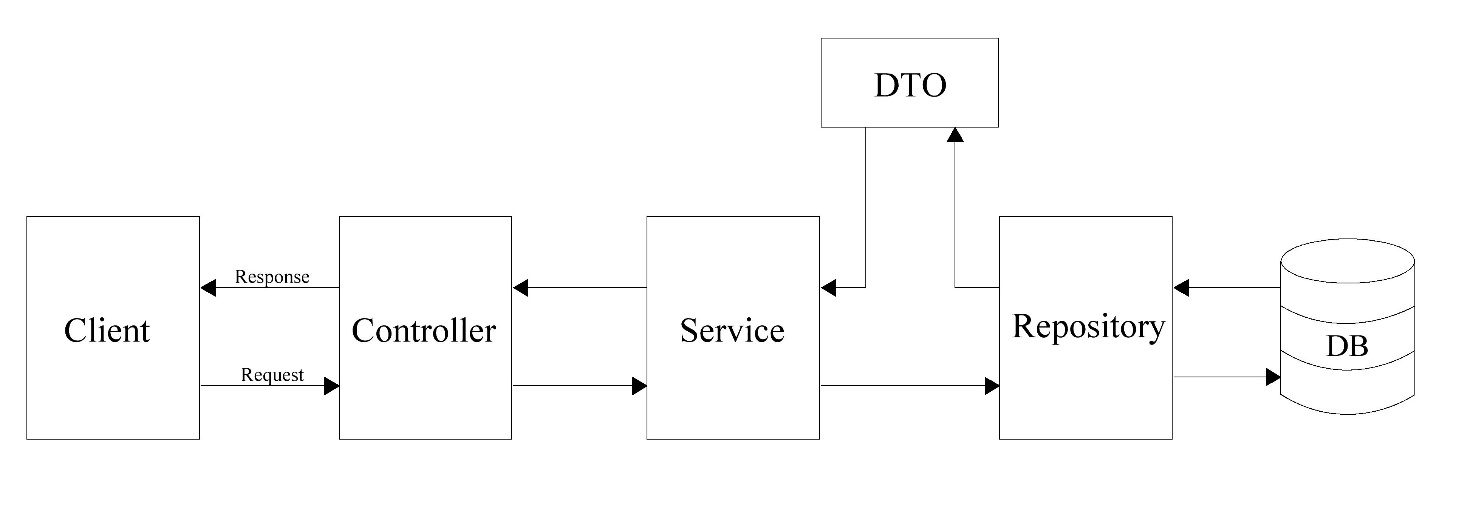 DTO
Response
Client
Controller
Service
Repository
DB
Request